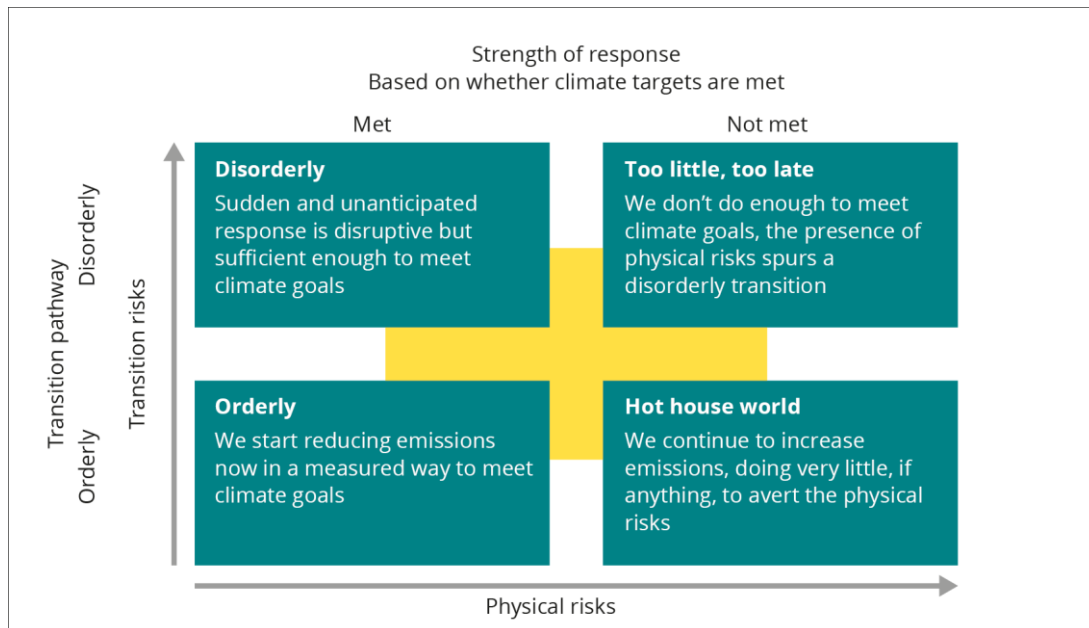 Strength of response
Based on whether climate targets are met
Met
Not met
Transition pathway
Disorderly
Orderly
Transition risks
Disorderly
Sudden and unanticipated
response is disruptive but
sufficient enough to meet
climate goals
Too little, too late
We don’t do enough to meet
climate goals, the presence of
physical risks spurs a
disorderly transition
Orderly
We start reducing emissions
now in a measured way to meet
climate goals
Hot house world
We continue to increase
emissions, doing very little, if
anything, to avert the physical
risks
Physical risks